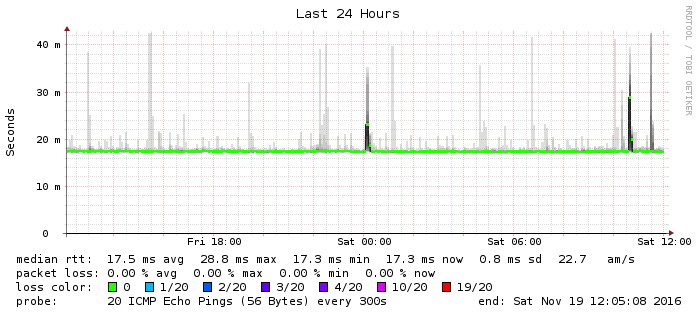 Last 24 Hours
RRDTOOL / TOBI OETIKER
Seconds
40 m
30 m
20 m
10 m
0
Fri 18:00 Sat 00:00 Sat 06:00 Sat 12:00
median rtt: 17.5 ms avg 28.8 ms max 17.3 ms min 17.3 ms now 0.8 ms sd 22.7 am/s
packet loss: 0.00 % avg 0.00 % max 0.00 % min 0.00 % now
loss color: 0 1/20 2/20 3/20 4/20 10/20 19/20
probe: 20 ICMP Echo Pings (56 Bytes) every 300s end: Sat Nov 19 12:05:08 2016